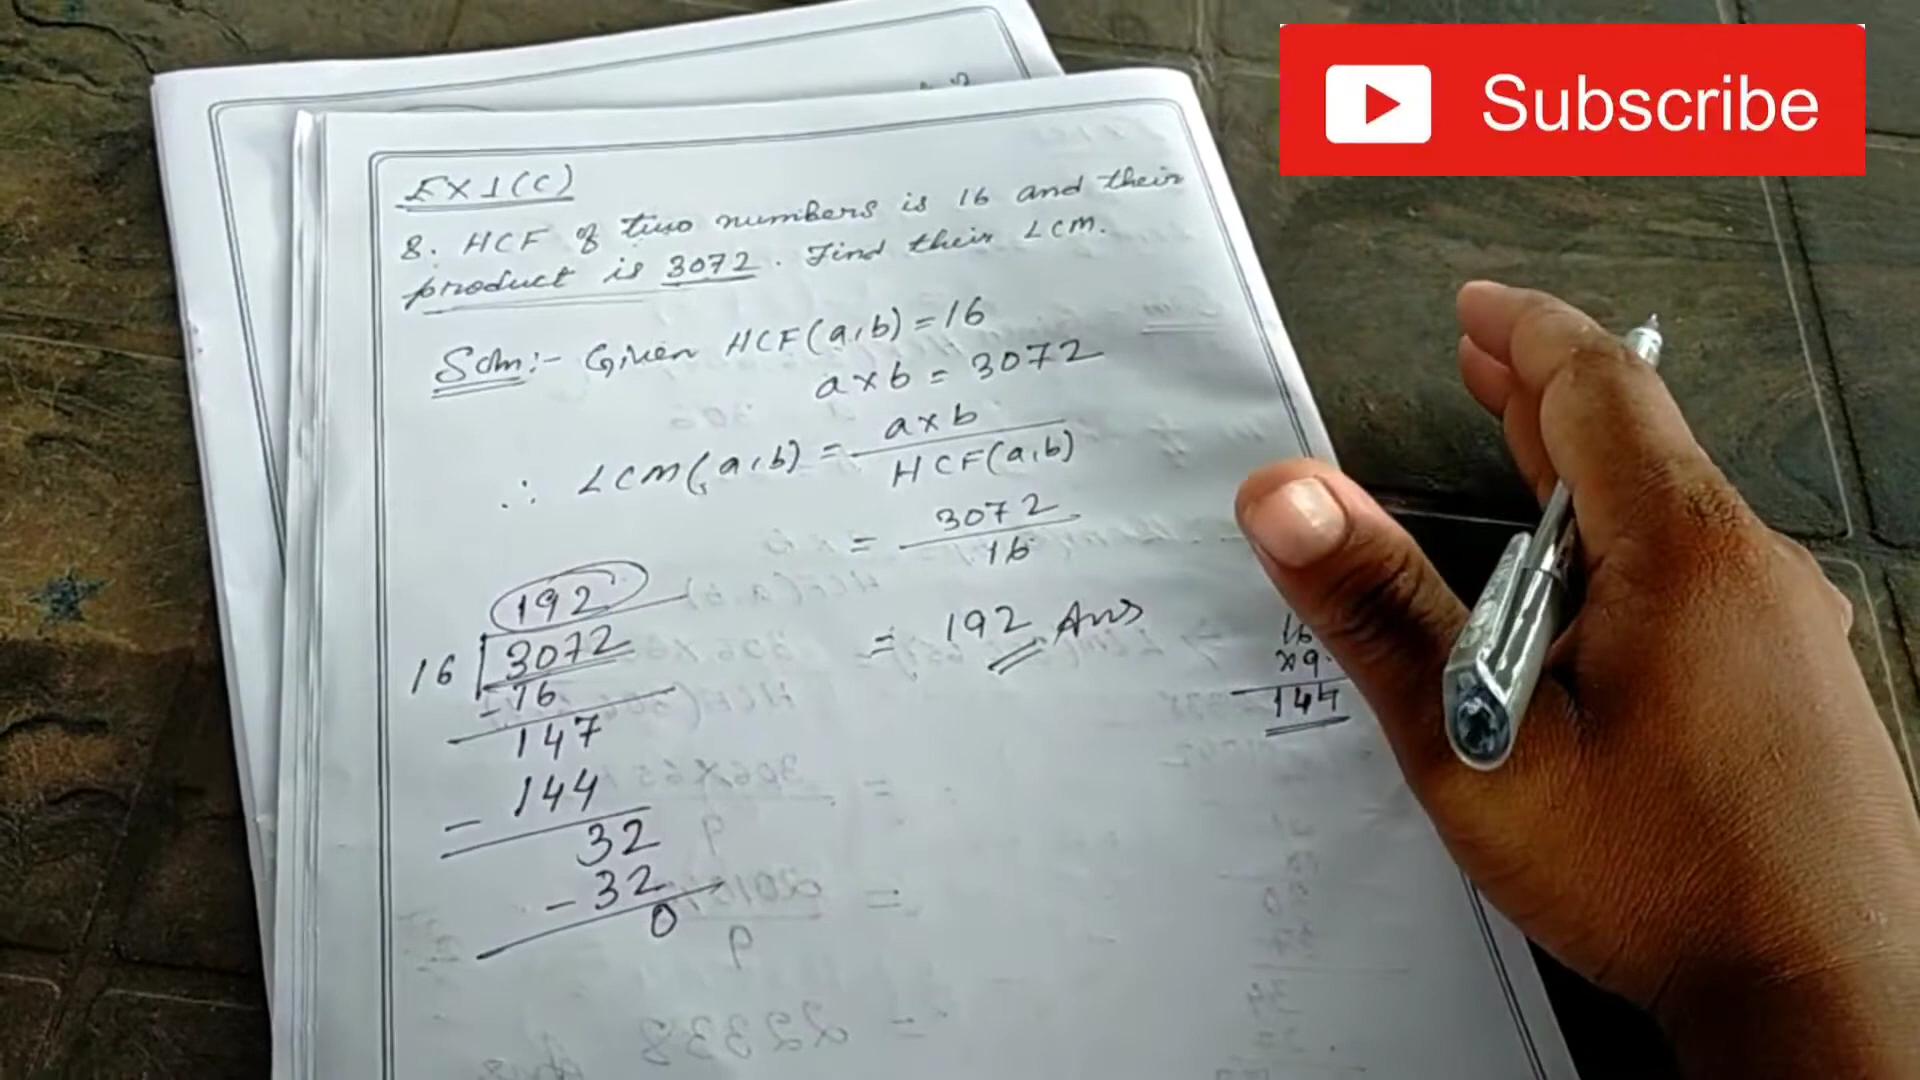 Subscribe
EX 1(C)
8. HCF of two numbers is 16 and their
product is 3072. Find their LCM.
Soln:- Given HCF(a,b) = 16
a×b = 3072
∴ LCM(a,b) = a×b
HCF(a,b)
= 3072
16
= 192 Ans
192
16 3072
-16
147
- 144
32
- 32
0
16
×9
144